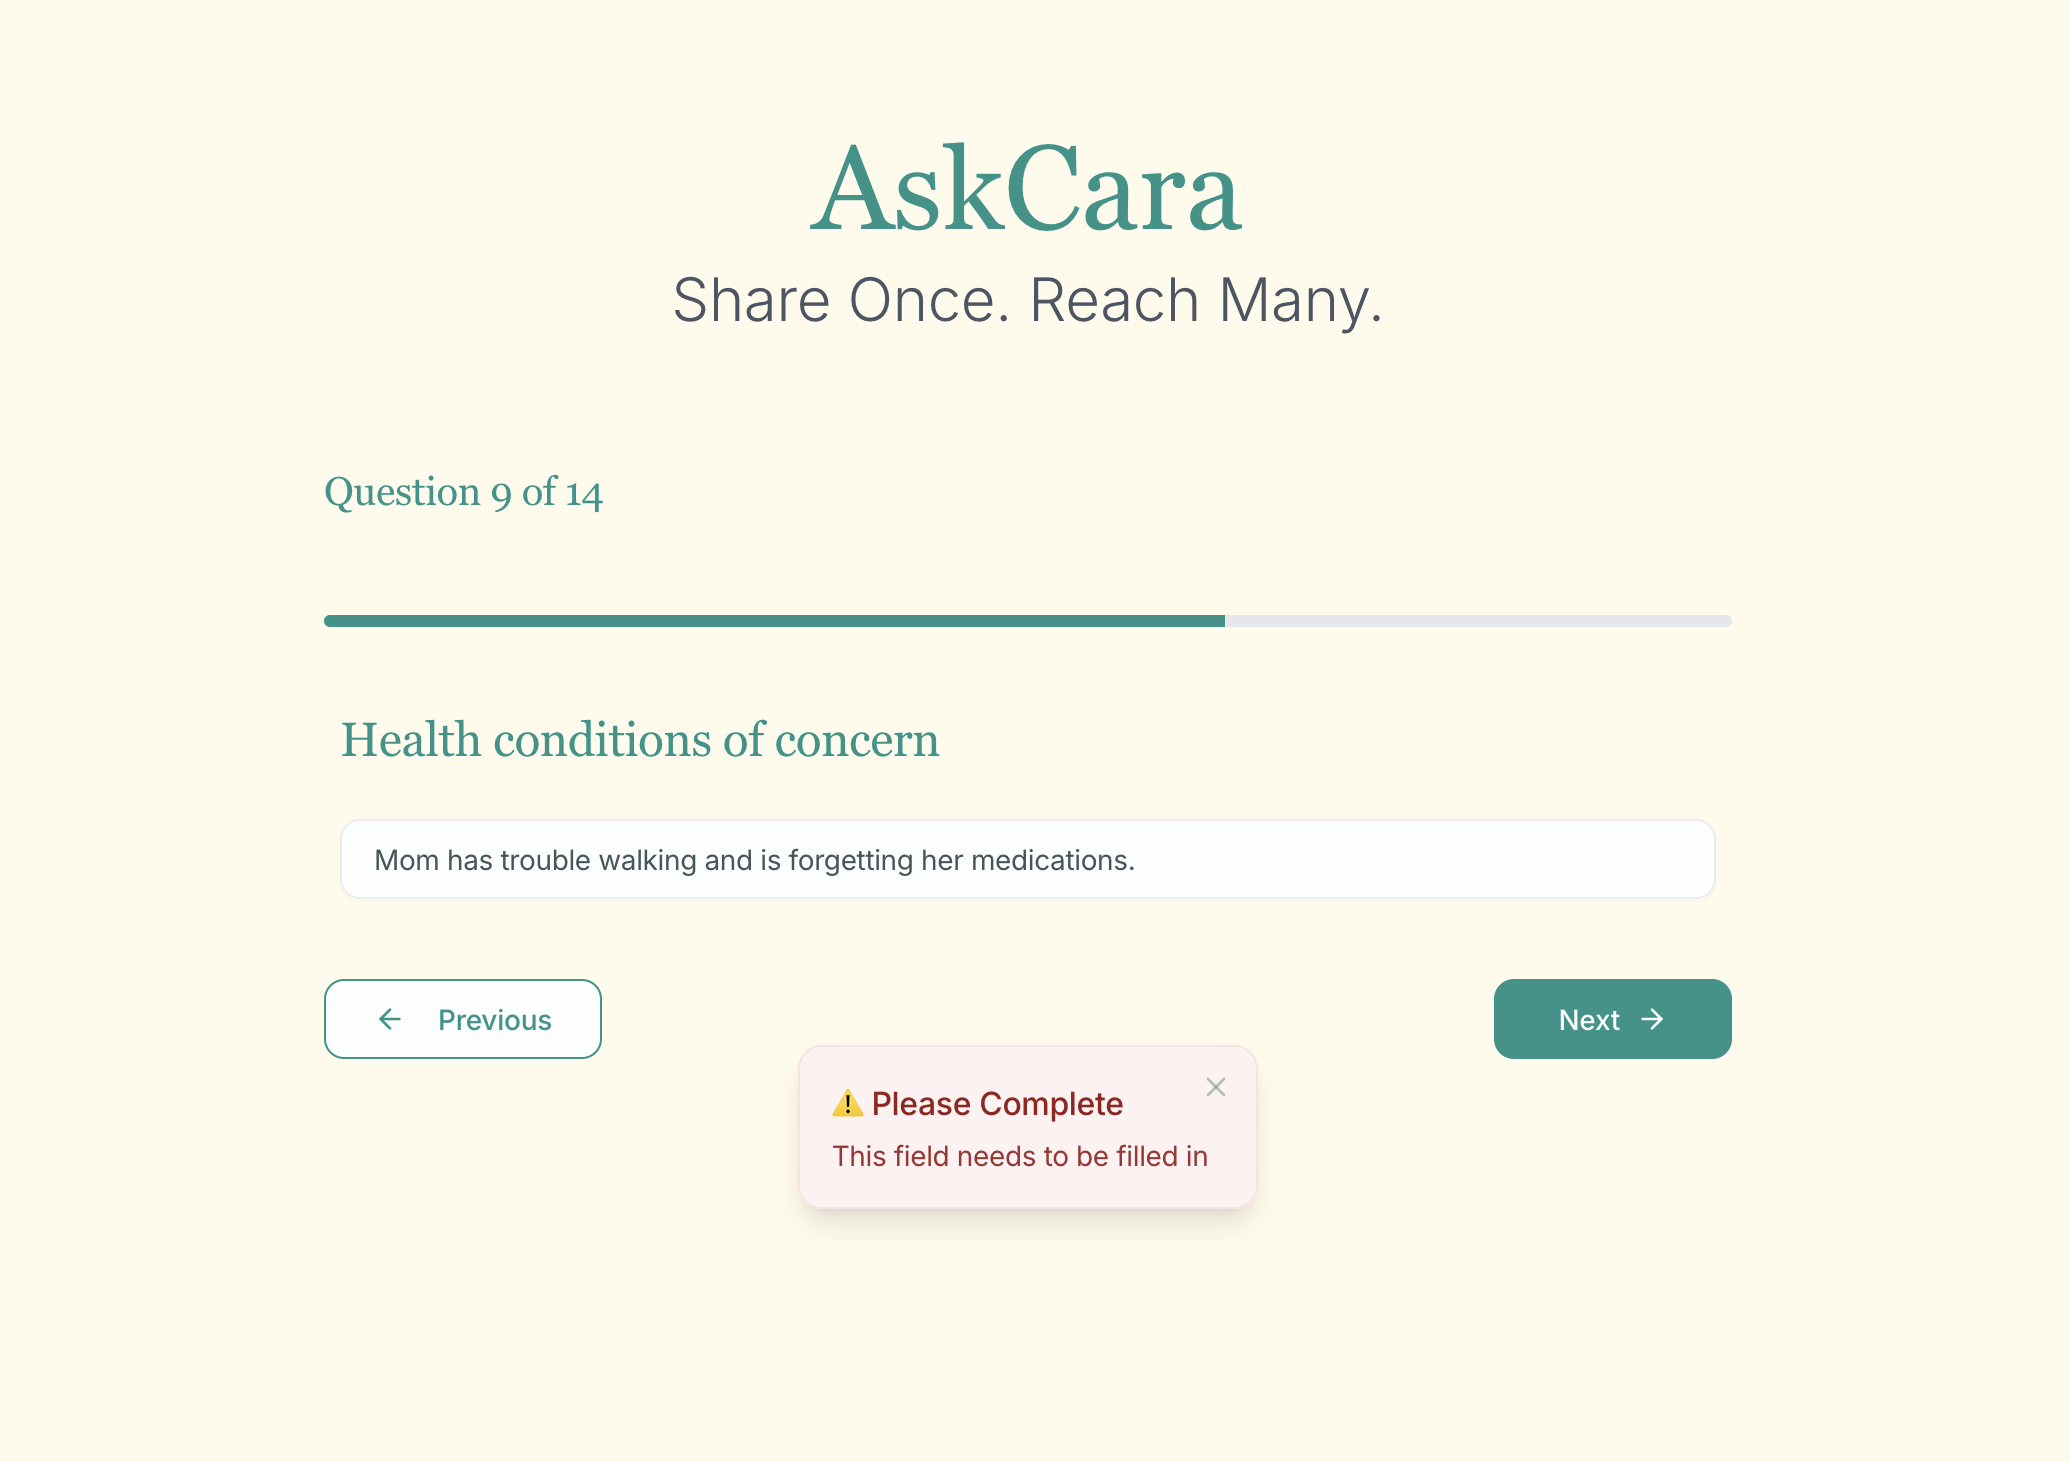 AskCara
Share Once. Reach Many.
Question 9 of 14
Health conditions of concern
Mom has trouble walking and is forgetting her medications.
← Previous
Next →
⚠️ Please Complete
This field needs to be filled in